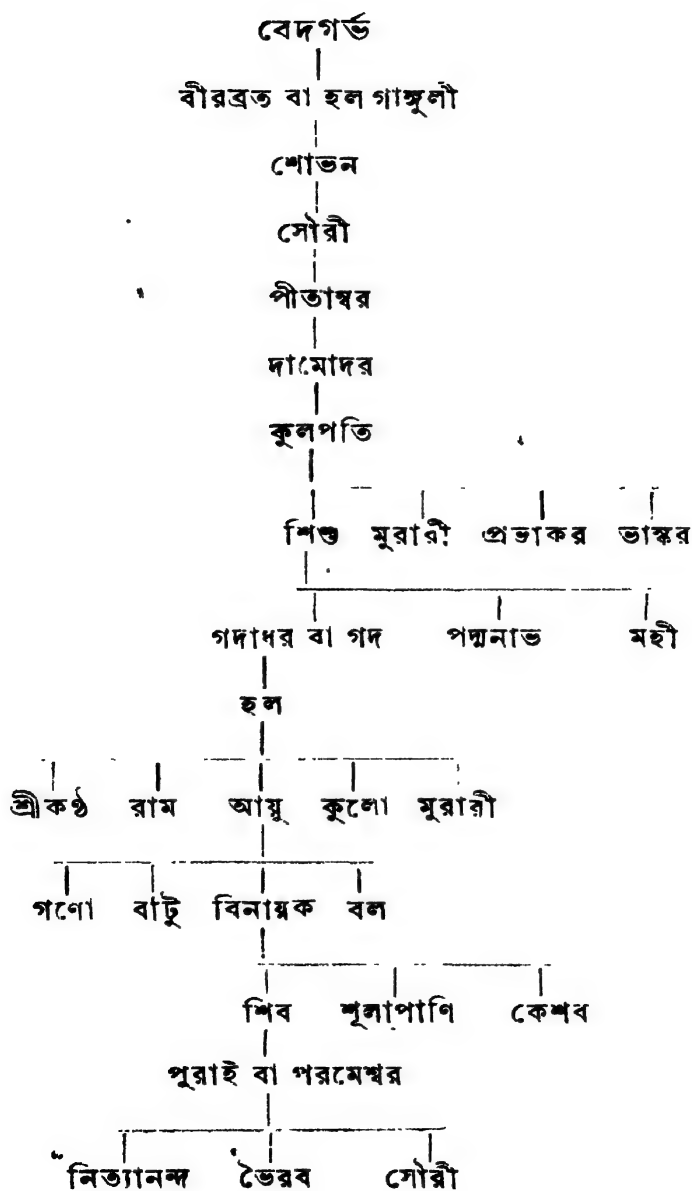 বেদগর্ভ
বীরব্রত বা হল গাঙ্গুলী
শোভন
সৌরী
পীতাম্বর
দামোদর
কুলপতি
শিশু মুরারী প্রভাকর ভাস্কর
গদাধর বা গদ পদ্মনাভ মহী
হল
শ্রীকণ্ঠ রাম আয়ু কুলো মুরারী
গণো বাটু বিনায়ক বল
শিব শূলাপাণি কেশব
পুরাই বা পরমেশ্বর
নিত্যানন্দ ভৈরব সৌরী